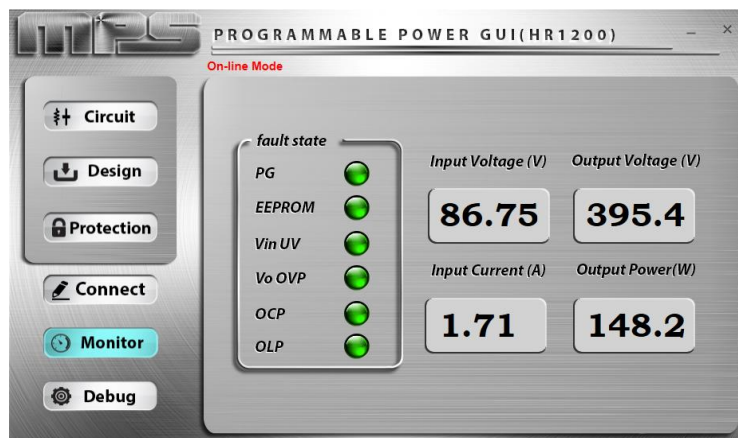 MPS
PROGRAMMABLE POWER GUI(HR1200)
On-line Mode
Circuit
Design
Protection
Connect
Monitor
Debug
fault state
PG
EEPROM
Vin UV
Vo OVP
OCP
OLP
Input Voltage (V)
86.75
Output Voltage (V)
395.4
Input Current (A)
1.71
Output Power(W)
148.2